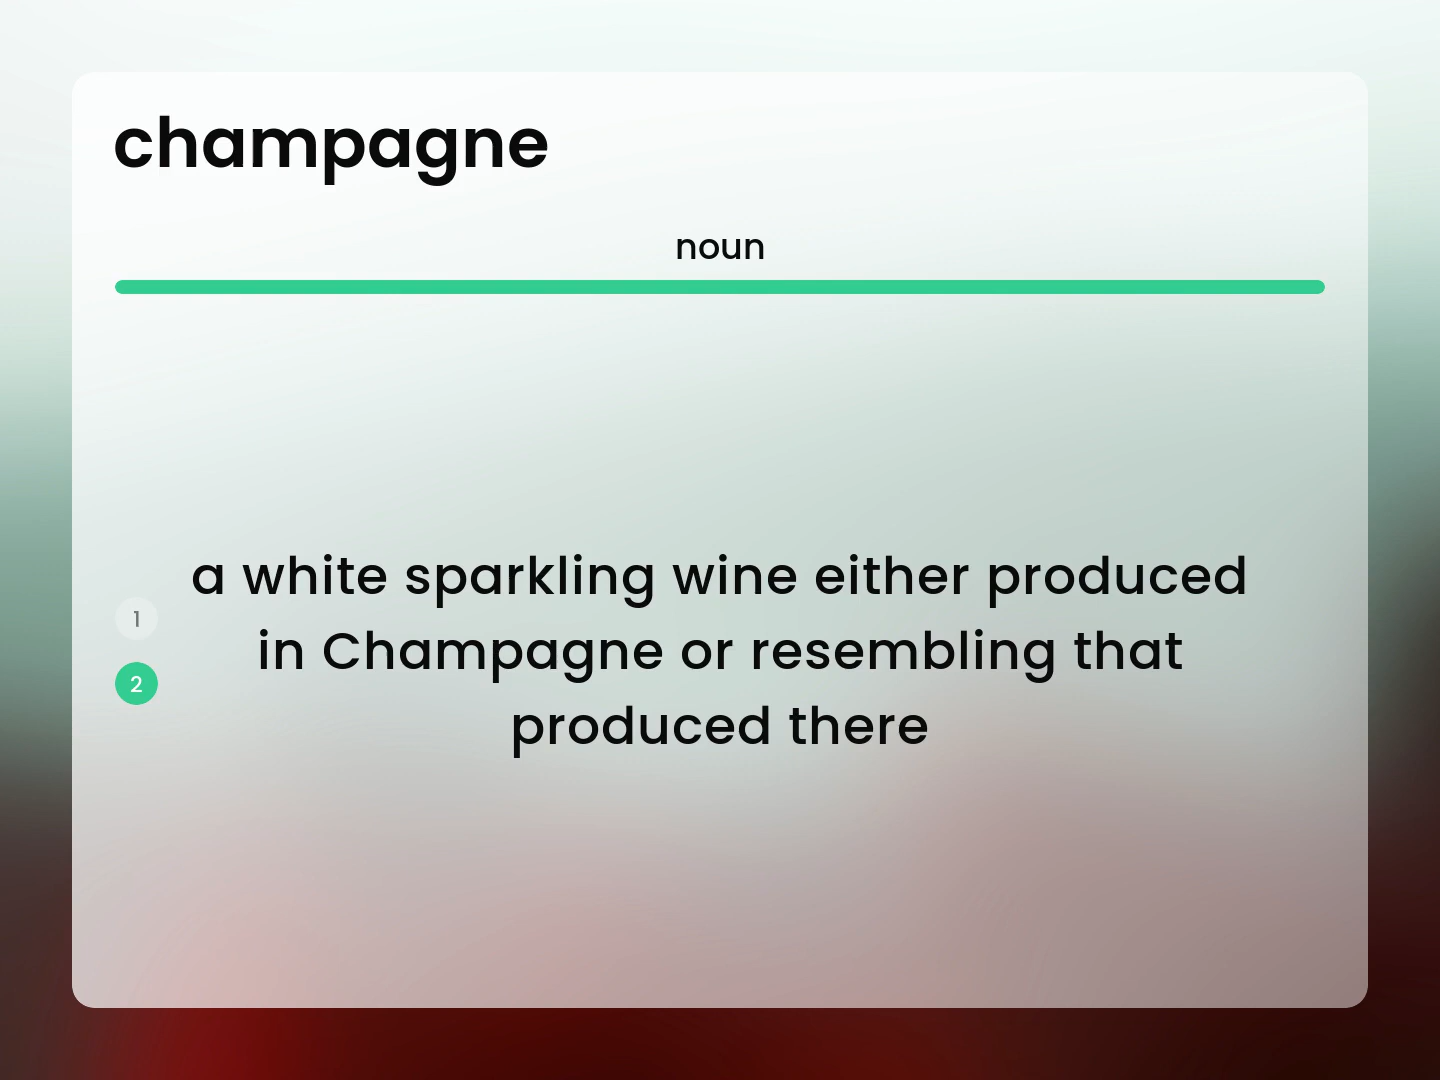 champagne
noun
a white sparkling wine either produced
in Champagne or resembling that
produced there
1
2